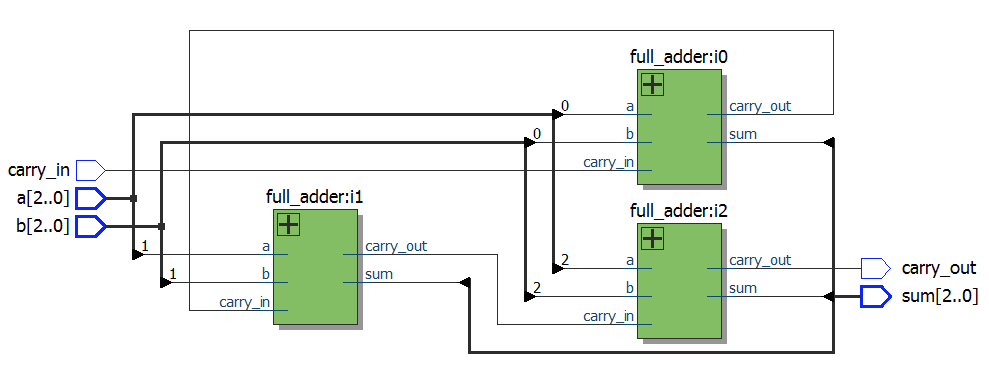 full_adder:i0
0
a
carry_out
0
b
sum
carry_in
carry_in
a[2..0]
b[2..0]
full_adder:i1
full_adder:i2
1
a
carry_out
1
b
sum
carry_in
2
a
carry_out
2
b
sum
carry_in
carry_out
sum[2..0]